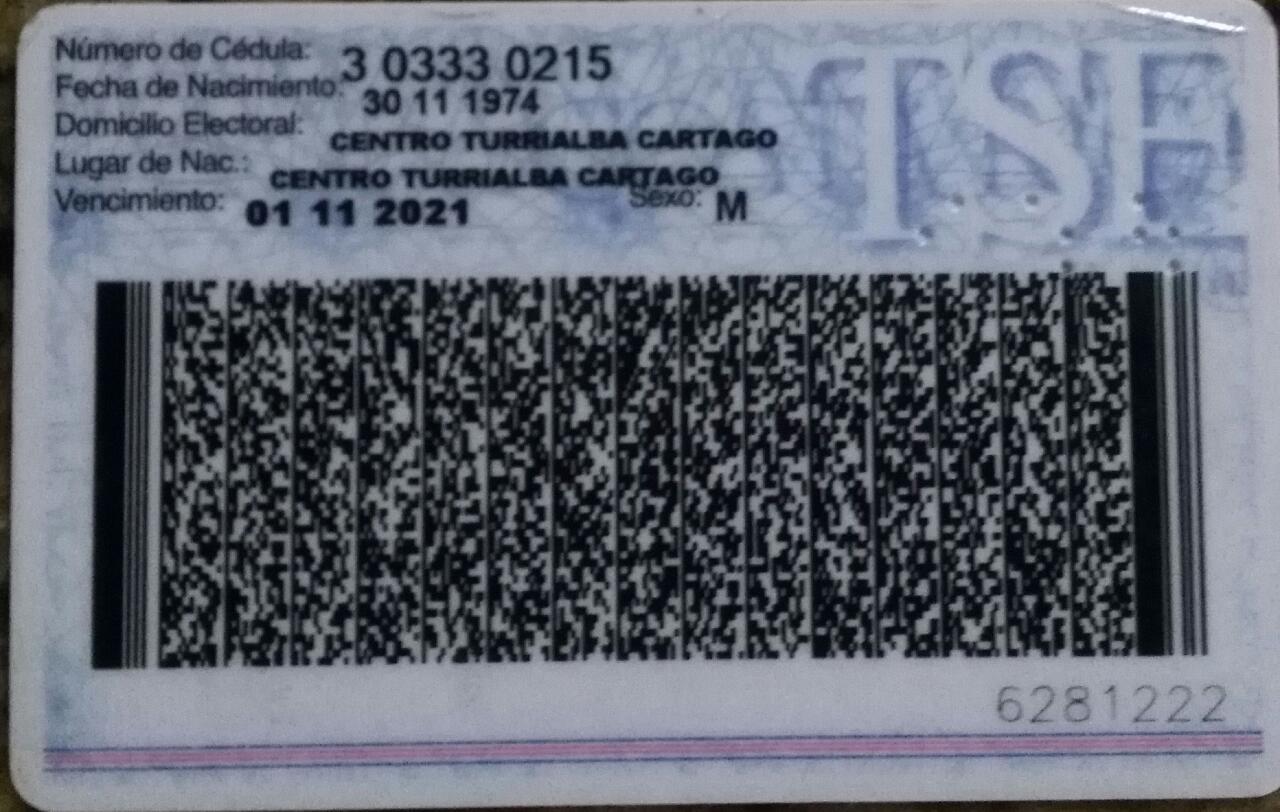 Número de Cédula: 3 0333 0215
Fecha de Nacimiento: 30 11 1974
Domicilio Electoral: CENTRO TURRIALBA CARTAGO
Lugar de Nac.: CENTRO TURRIALBA CARTAGO
Vencimiento: 01 11 2021 Sexo: M
TSE
6281222